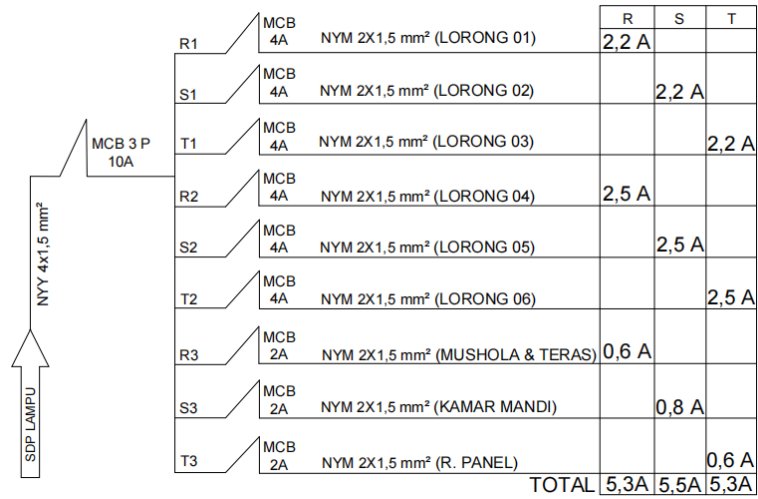 R S T
R1 MCB 4A NYM 2X1,5 mm² (LORONG 01) 2,2 A
S1 MCB 4A NYM 2X1,5 mm² (LORONG 02) 2,2 A
MCB 3 P 10A
T1 MCB 4A NYM 2X1,5 mm² (LORONG 03) 2,2 A
R2 MCB 4A NYM 2X1,5 mm² (LORONG 04) 2,5 A
NYY 4x1,5 mm²
S2 MCB 4A NYM 2X1,5 mm² (LORONG 05) 2,5 A
T2 MCB 4A NYM 2X1,5 mm² (LORONG 06) 2,5 A
R3 MCB 2A NYM 2X1,5 mm² (MUSHOLA & TERAS) 0,6 A
SDP LAMPU
S3 MCB 2A NYM 2X1,5 mm² (KAMAR MANDI) 0,8 A
T3 MCB 2A NYM 2X1,5 mm² (R. PANEL) 0,6 A
TOTAL 5,3A 5,5A 5,3A